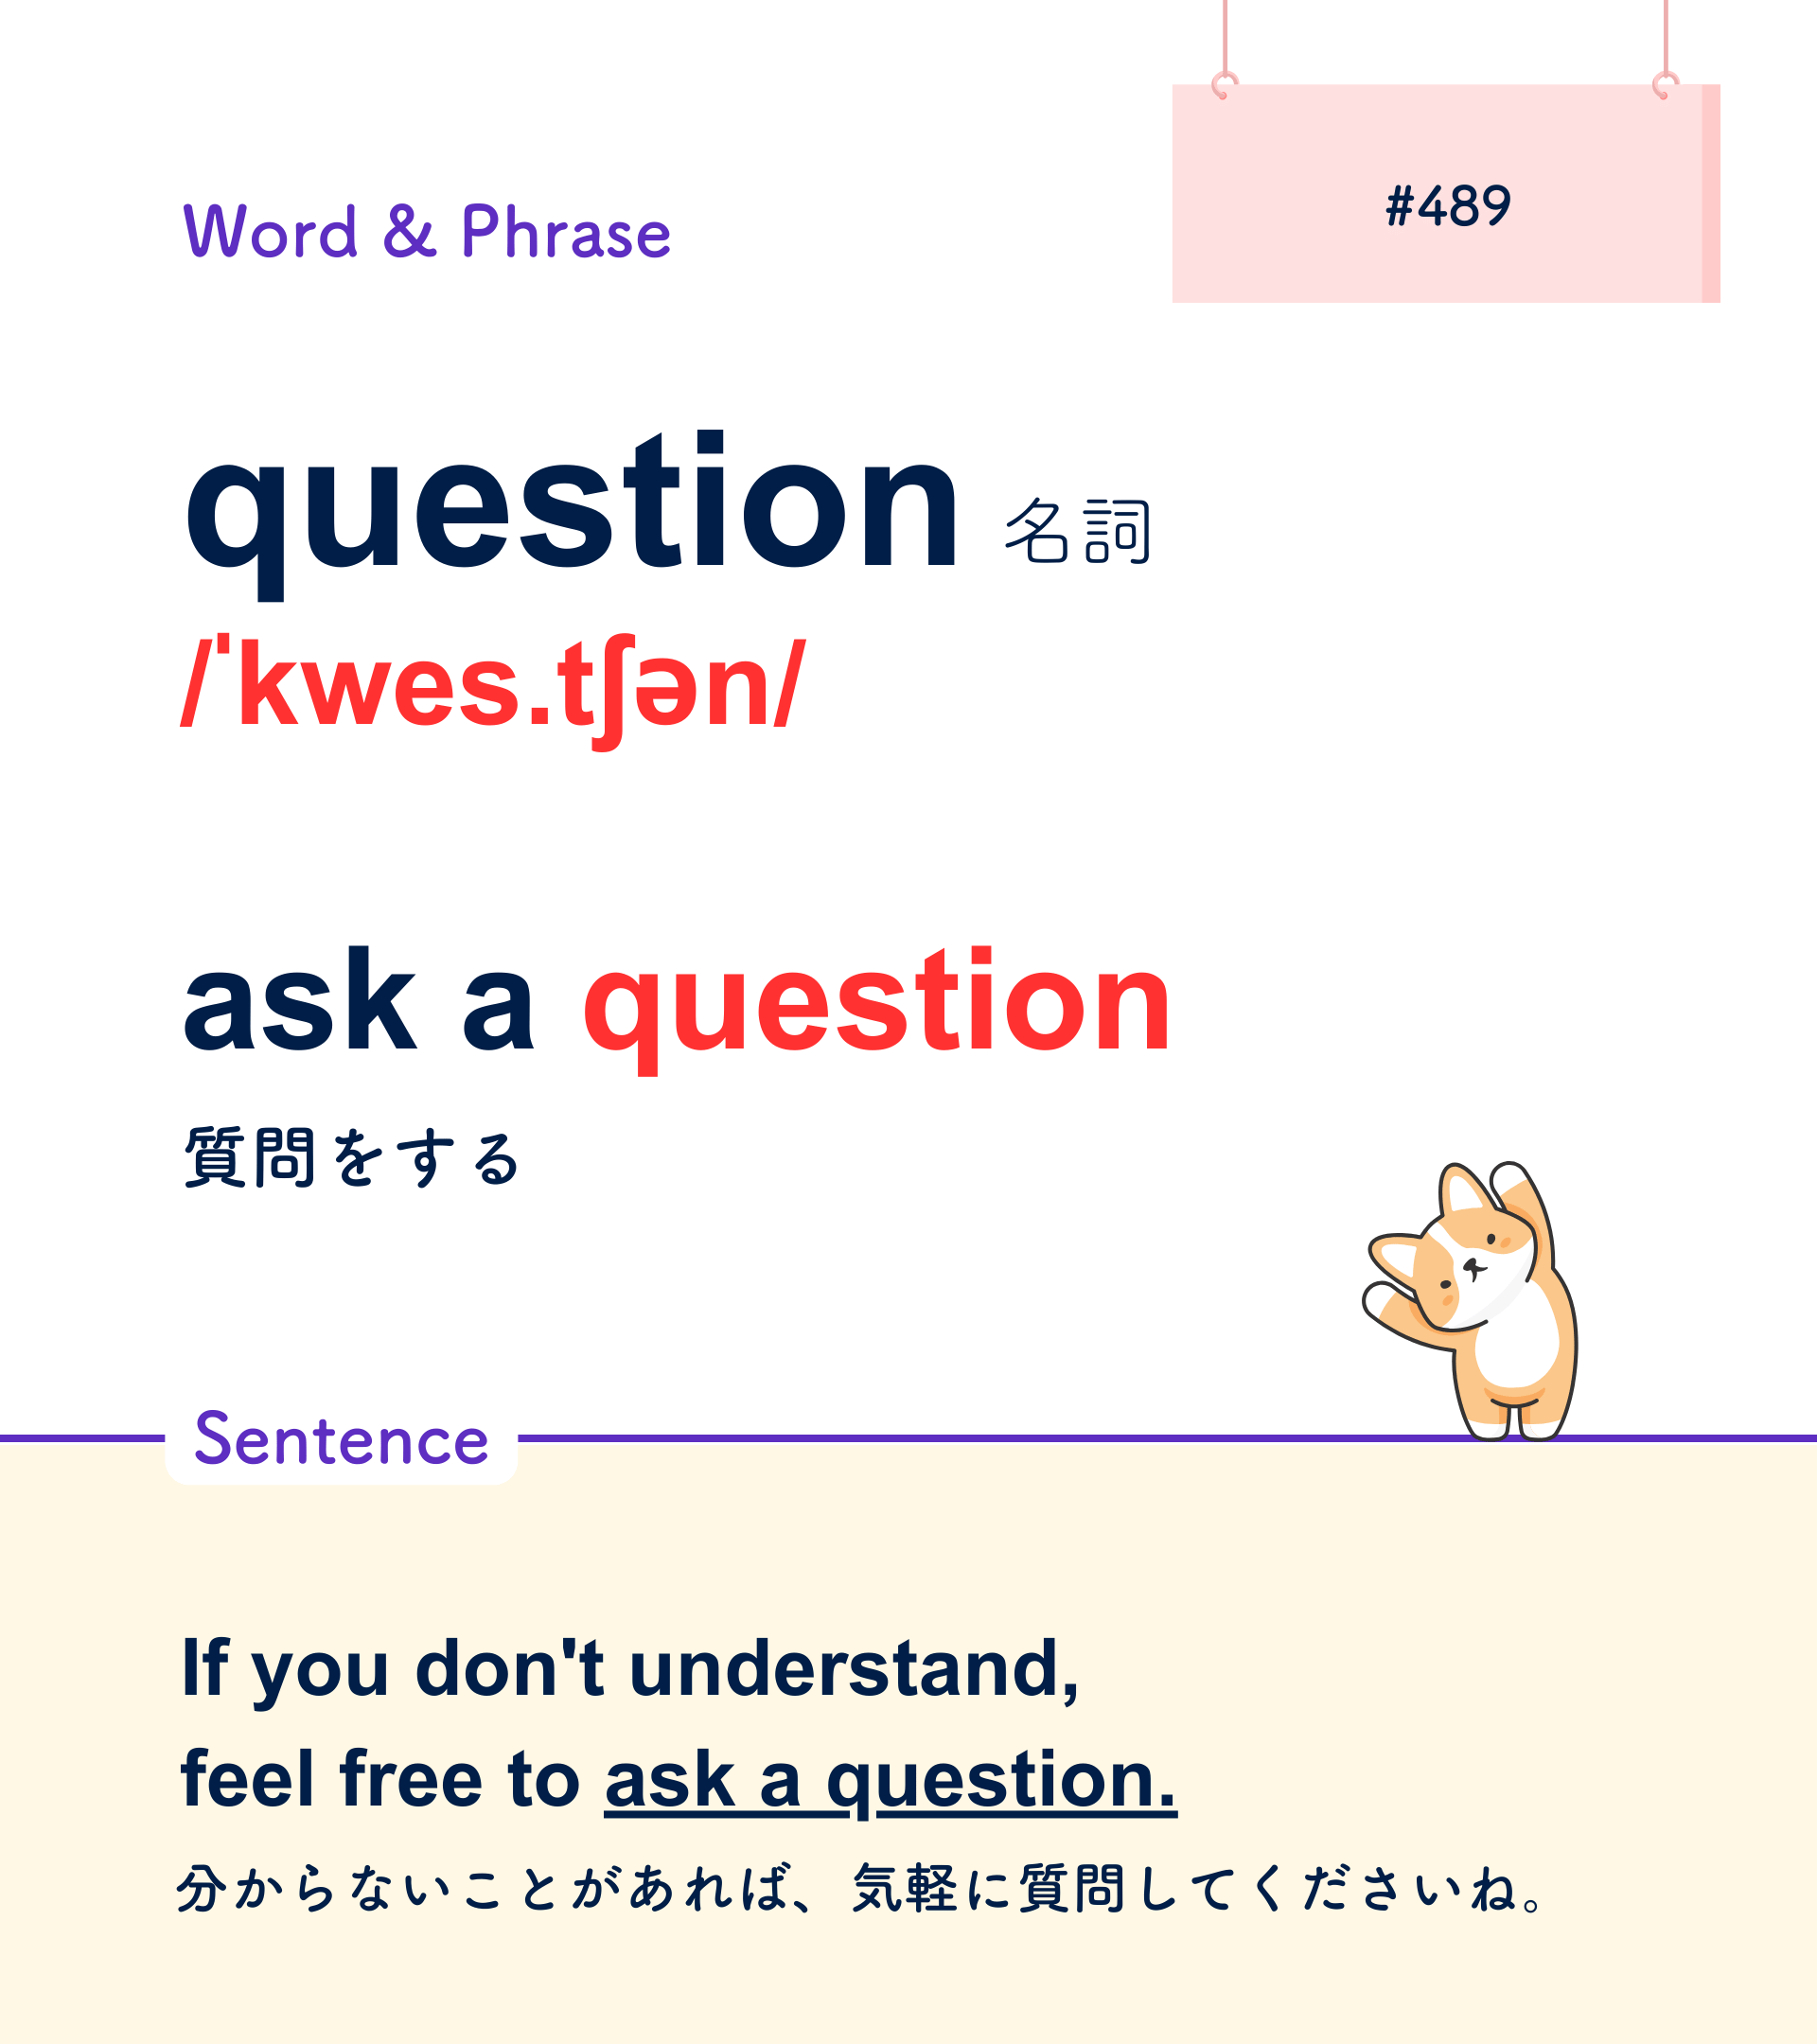 Word & Phrase
#489
question 名詞
/ˈkwes.tʃən/
ask a question
質問をする
Sentence
If you don't understand,
feel free to ask a question.
分からないことがあれば、気軽に質問してくださいね。